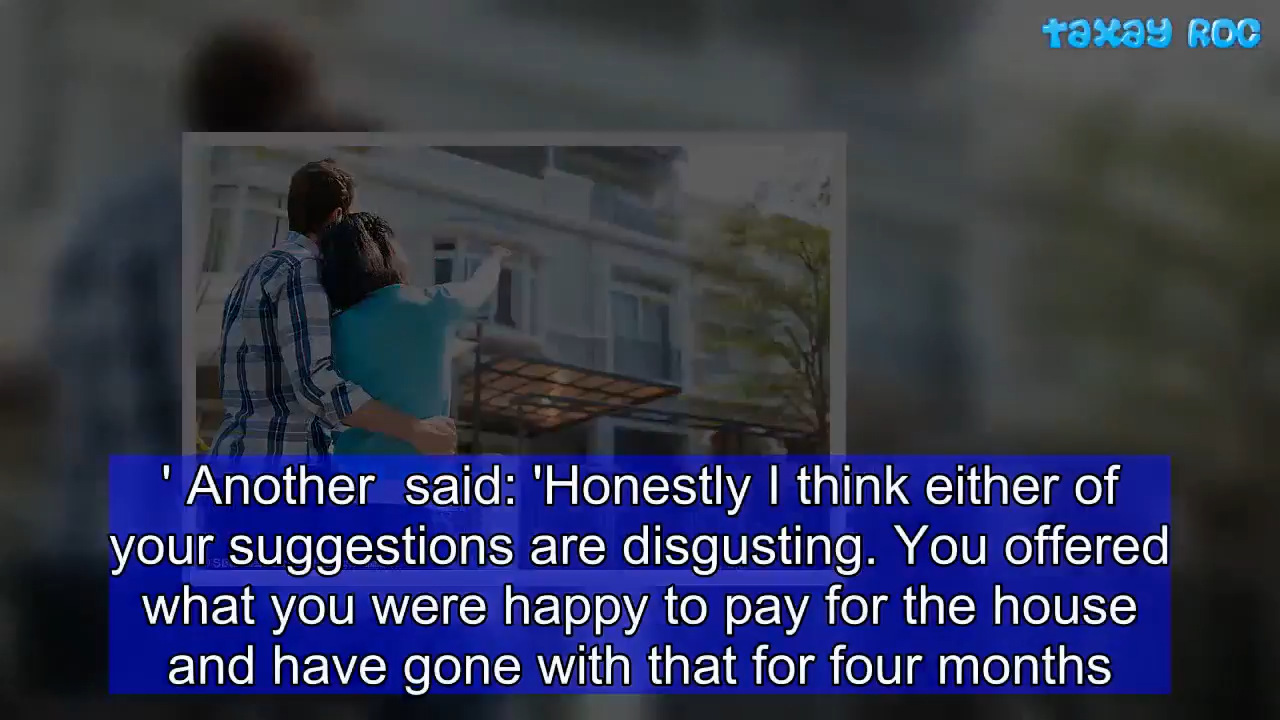 TaxAY ROC
' Another said: 'Honestly I think either of
your suggestions are disgusting. You offered
what you were happy to pay for the house
and have gone with that for four months